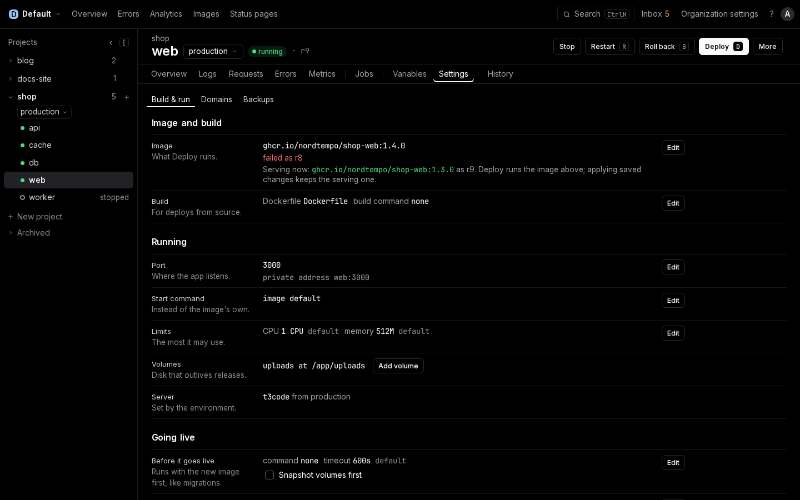 Default
Overview
Errors
Analytics
Images
Status pages
Search
Ctrl K
Inbox 5
Organization settings
?
A
Projects
blog
2
docs-site
1
shop
5
+
production
api
cache
db
web
worker
stopped
+ New project
Archived
shop
web
production
running
· r9
Stop
Restart R
Roll back B
Deploy D
More
Overview
Logs
Requests
Errors
Metrics
Jobs
Variables
Settings
History
Build & run
Domains
Backups
Image and build
Image
What Deploy runs.
ghcr.io/nordtempo/shop-web:1.4.0
failed as r8
Serving now: ghcr.io/nordtempo/shop-web:1.3.0 as r9. Deploy runs the image above; applying saved
changes keeps the serving one.
Edit
Build
For deploys from source.
Dockerfile Dockerfile build command none
Edit
Running
Port
Where the app listens.
3000
private address web:3000
Edit
Start command
Instead of the image's own.
image default
Edit
Limits
The most it may use.
CPU 1 CPU default memory 512M default
Edit
Volumes
Disk that outlives releases.
uploads at /app/uploads
Add volume
Server
Set by the environment.
t3code from production
Going live
Before it goes live
Runs with the new image
first, like migrations.
command none timeout 600s default
Snapshot volumes first
Edit